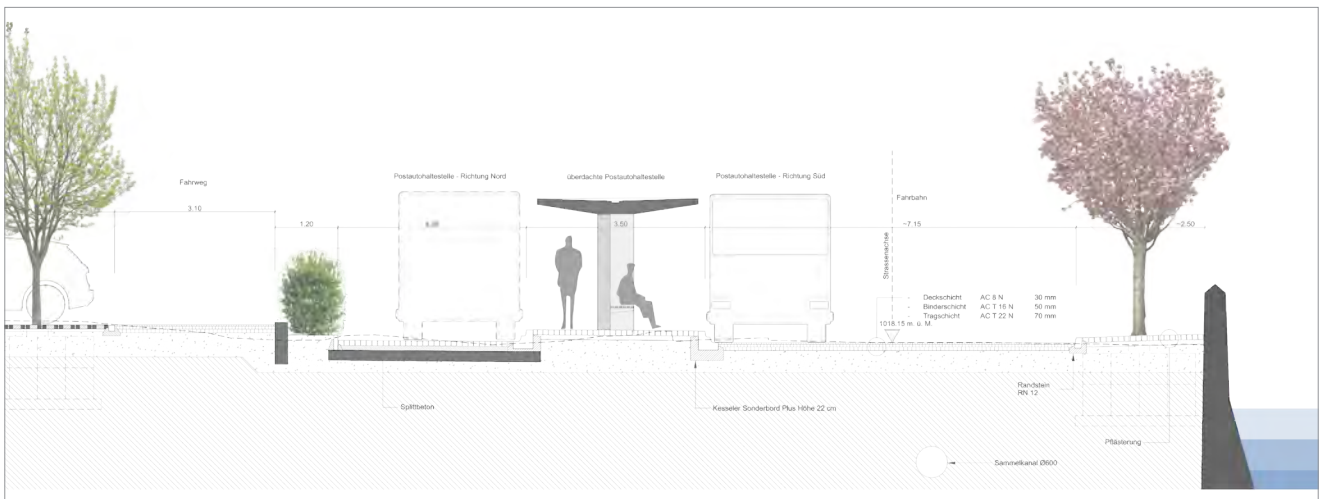 Postautohaltestelle - Richtung Nord
überdachte Postautohaltestelle
Postautohaltestelle - Richtung Süd
Fahrweg
Fahrbahn
3.10
1.20
3.50
~7.15
~2.50
Strassenachse
Deckschicht AC 8 N 30 mm
Binderschicht AC T 16 N 50 mm
Tragschicht AC T 22 N 70 mm
1018.15 m. ü. M.
Randstein
RN 12
Splittbeton
Kesseler Sonderbord Plus Höhe 22 cm
Pflästerung
Sammelkanal Ø600